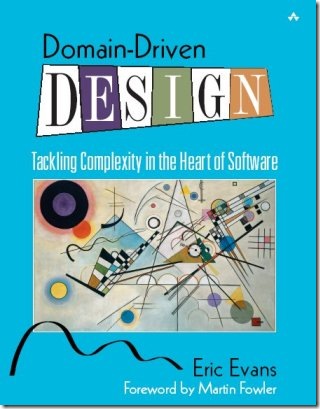 Domain-Driven
DESIGN
Tackling Complexity in the Heart of Software
Eric Evans
Foreword by Martin Fowler